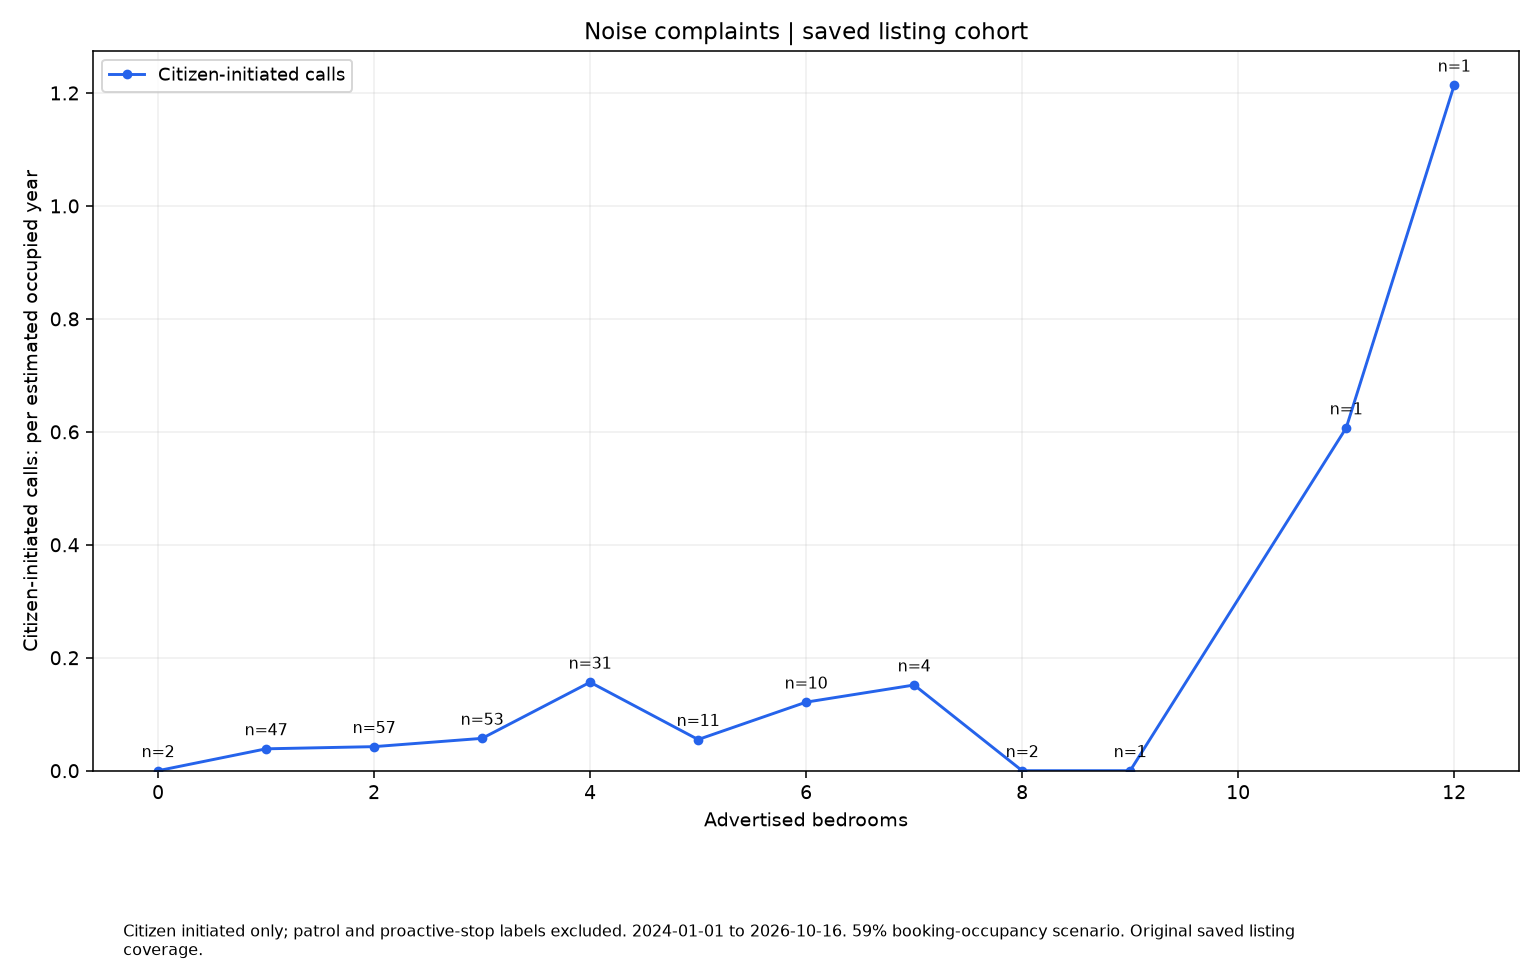 Noise complaints | saved listing cohort
Citizen-initiated calls
Citizen-initiated calls: per estimated occupied year
1.2
1.0
0.8
0.6
0.4
0.2
0.0
n=2
n=47
n=57
n=53
n=31
n=11
n=10
n=4
n=2
n=1
n=1
n=1
0
2
4
6
8
10
12
Advertised bedrooms
Citizen initiated only; patrol and proactive-stop labels excluded. 2024-01-01 to 2026-10-16. 59% booking-occupancy scenario. Original saved listing
coverage.